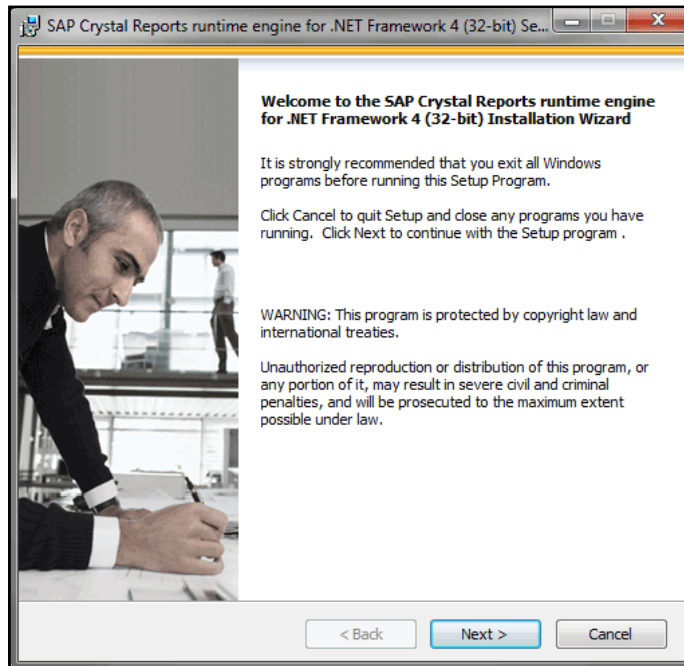 SAP Crystal Reports runtime engine for .NET Framework 4 (32-bit) Se...
Welcome to the SAP Crystal Reports runtime engine
for .NET Framework 4 (32-bit) Installation Wizard
It is strongly recommended that you exit all Windows
programs before running this Setup Program.
Click Cancel to quit Setup and close any programs you have
running.  Click Next to continue with the Setup program .
WARNING: This program is protected by copyright law and
international treaties.
Unauthorized reproduction or distribution of this program, or
any portion of it, may result in severe civil and criminal
penalties, and will be prosecuted to the maximum extent
possible under law.
< Back
Next >
Cancel